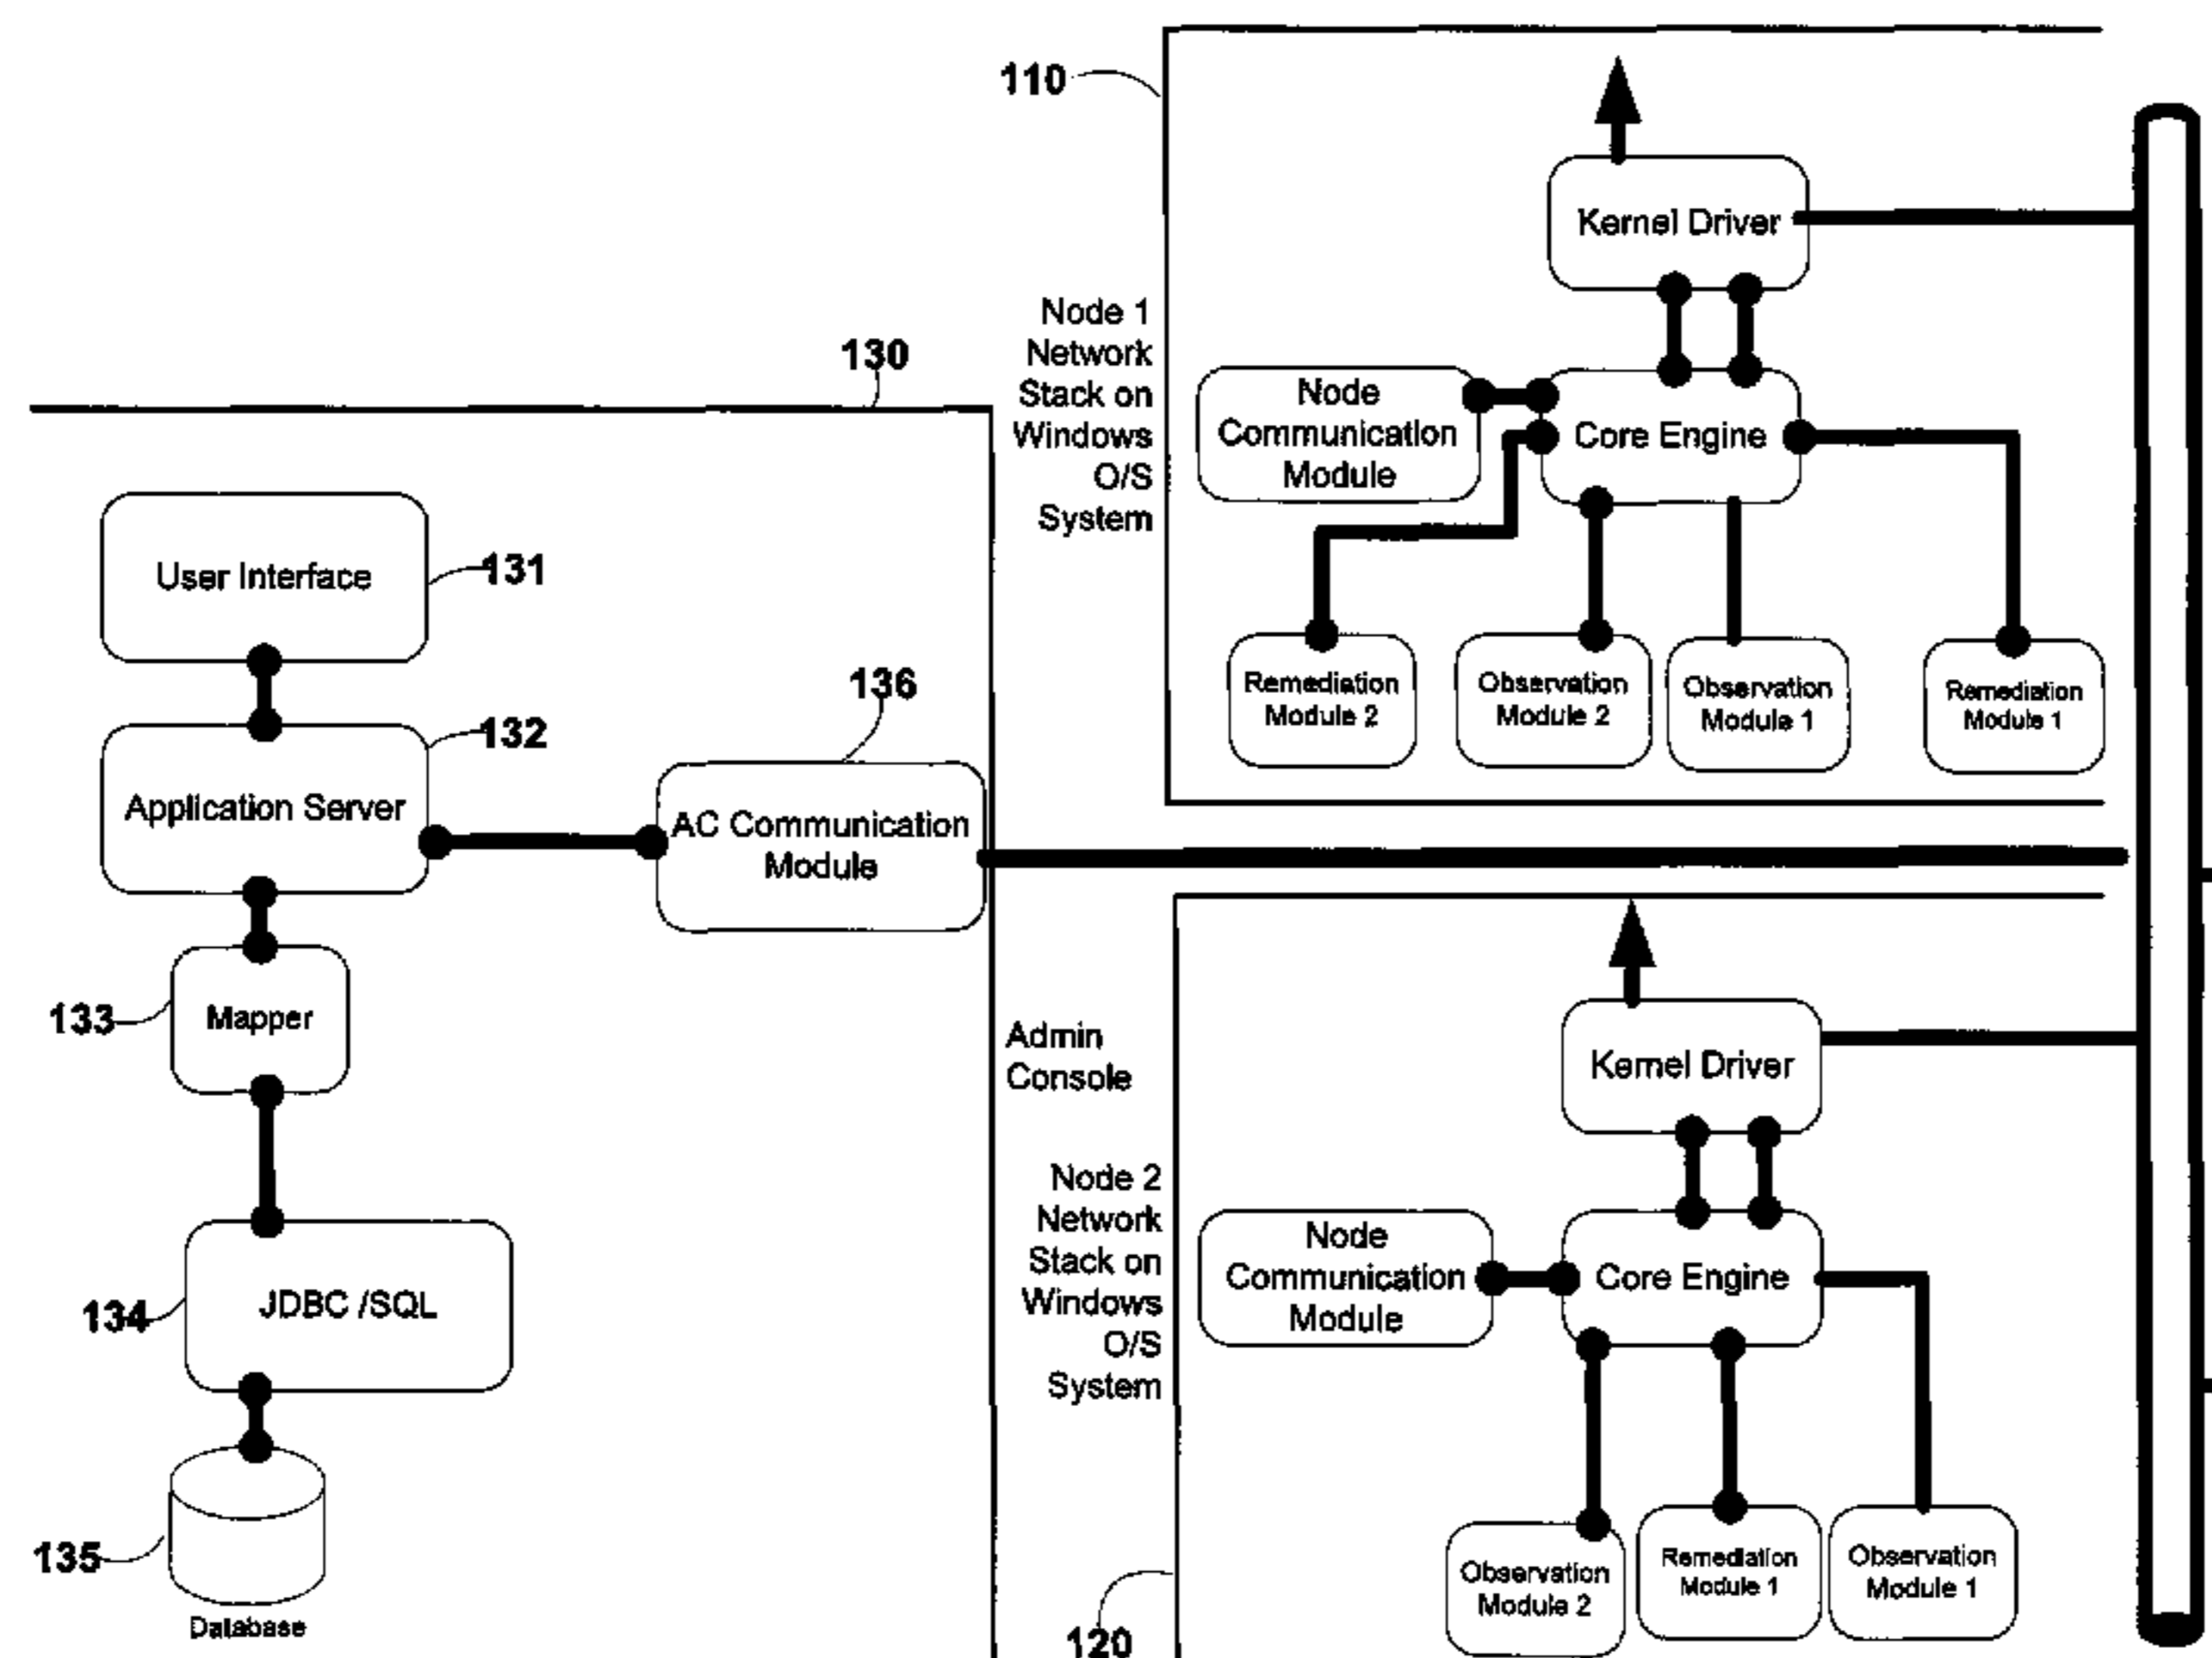 110
Kernel Driver
Node 1
Network
Stack on
Windows
O/S
System
Node
Communication
Module
Core Engine
Remediation
Module 2
Observation
Module 2
Observation
Module 1
Remediation
Module 1
130
User Interface
131
Application Server
132
136
AC Communication
Module
Mapper
133
JDBC /SQL
134
135
Database
Admin
Console
Kernel Driver
Node 2
Network
Stack on
Windows
O/S
System
Node
Communication
Module
Core Engine
Observation
Module 2
Remediation
Module 1
Observation
Module 1
120